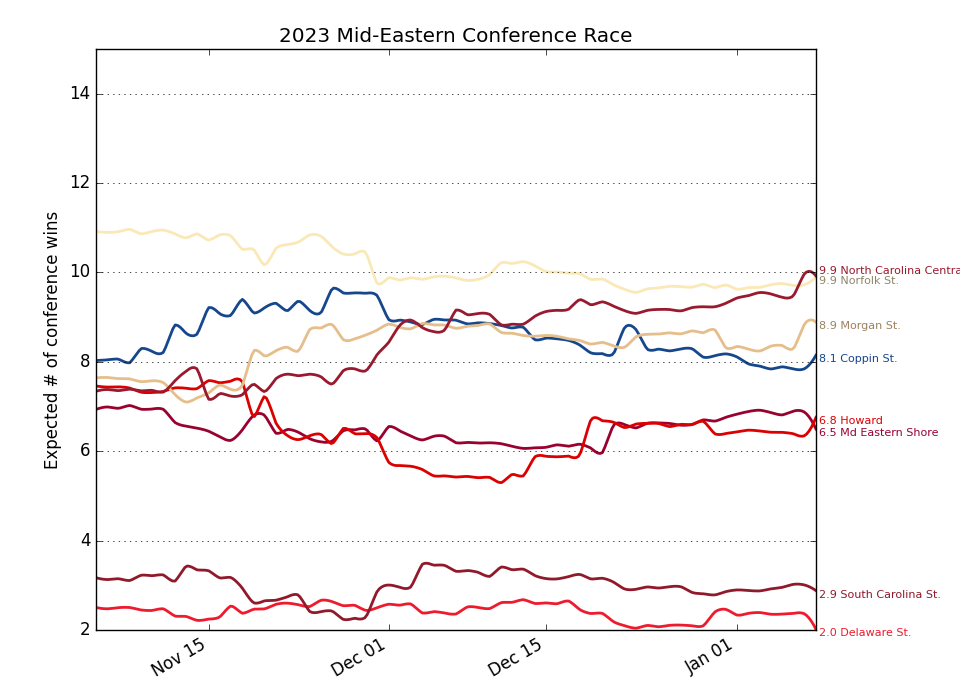 2023 Mid-Eastern Conference Race
Expected # of conference wins
14
12
10
8
6
4
2
Nov 15
Dec 01
Dec 15
Jan 01
9.9 North Carolina Centra
9.9 Norfolk St.
8.9 Morgan St.
8.1 Coppin St.
6.8 Howard
6.5 Md Eastern Shore
2.9 South Carolina St.
2.0 Delaware St.